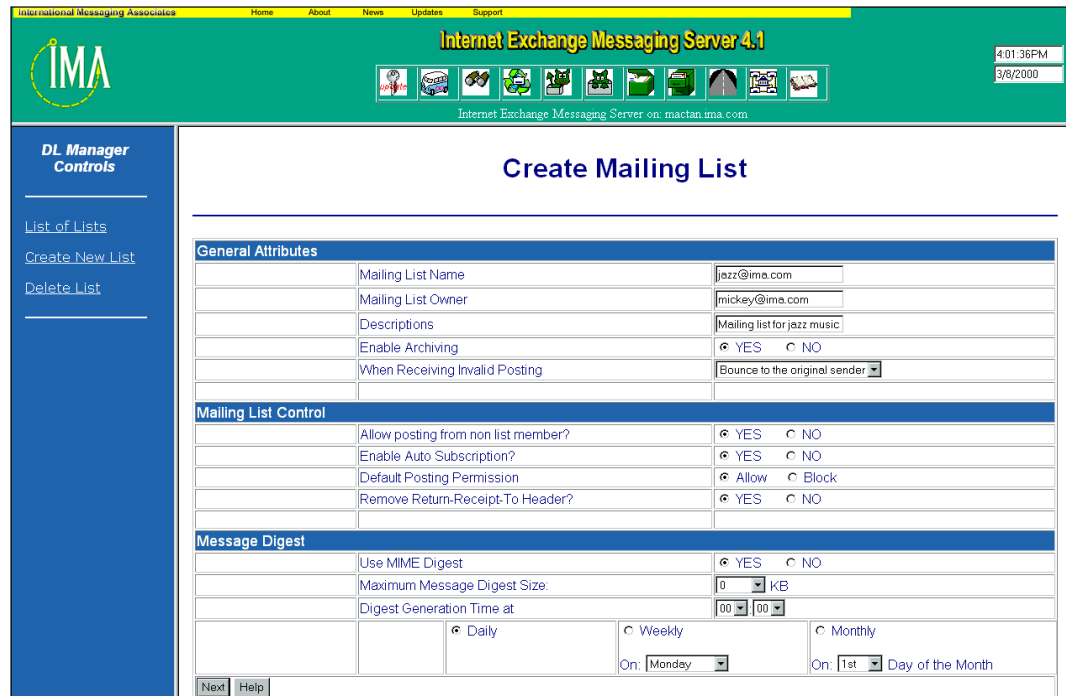 International Messaging Associates Home About News Updates Support
Internet Exchange Messaging Server 4.1
IMA
4:01:36PM
3/8/2000
update
Internet Exchange Messaging Server on: mactan.ima.com
DL Manager
Controls
List of Lists
Create New List
Delete List
Create Mailing List
General Attributes
Mailing List Name jazz@ima.com
Mailing List Owner mickey@ima.com
Descriptions Mailing list for jazz music
Enable Archiving YES NO
When Receiving Invalid Posting Bounce to the original sender
Mailing List Control
Allow posting from non list member? YES NO
Enable Auto Subscription? YES NO
Default Posting Permission Allow Block
Remove Return-Receipt-To Header? YES NO
Message Digest
Use MIME Digest YES NO
Maximum Message Digest Size: 0 KB
Digest Generation Time at 00 : 00
Daily Weekly Monthly
On: Monday On: 1st Day of the Month
Next Help